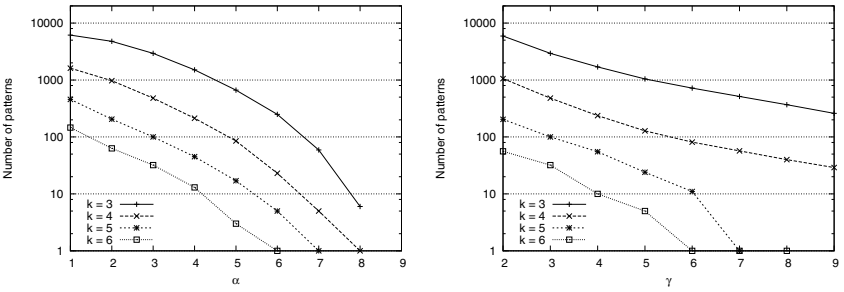 10000
1000
100
10
1
Number of patterns
k = 3
k = 4
k = 5
k = 6
1 2 3 4 5 6 7 8 9
α
10000
1000
100
10
1
Number of patterns
k = 3
k = 4
k = 5
k = 6
2 3 4 5 6 7 8 9
γ